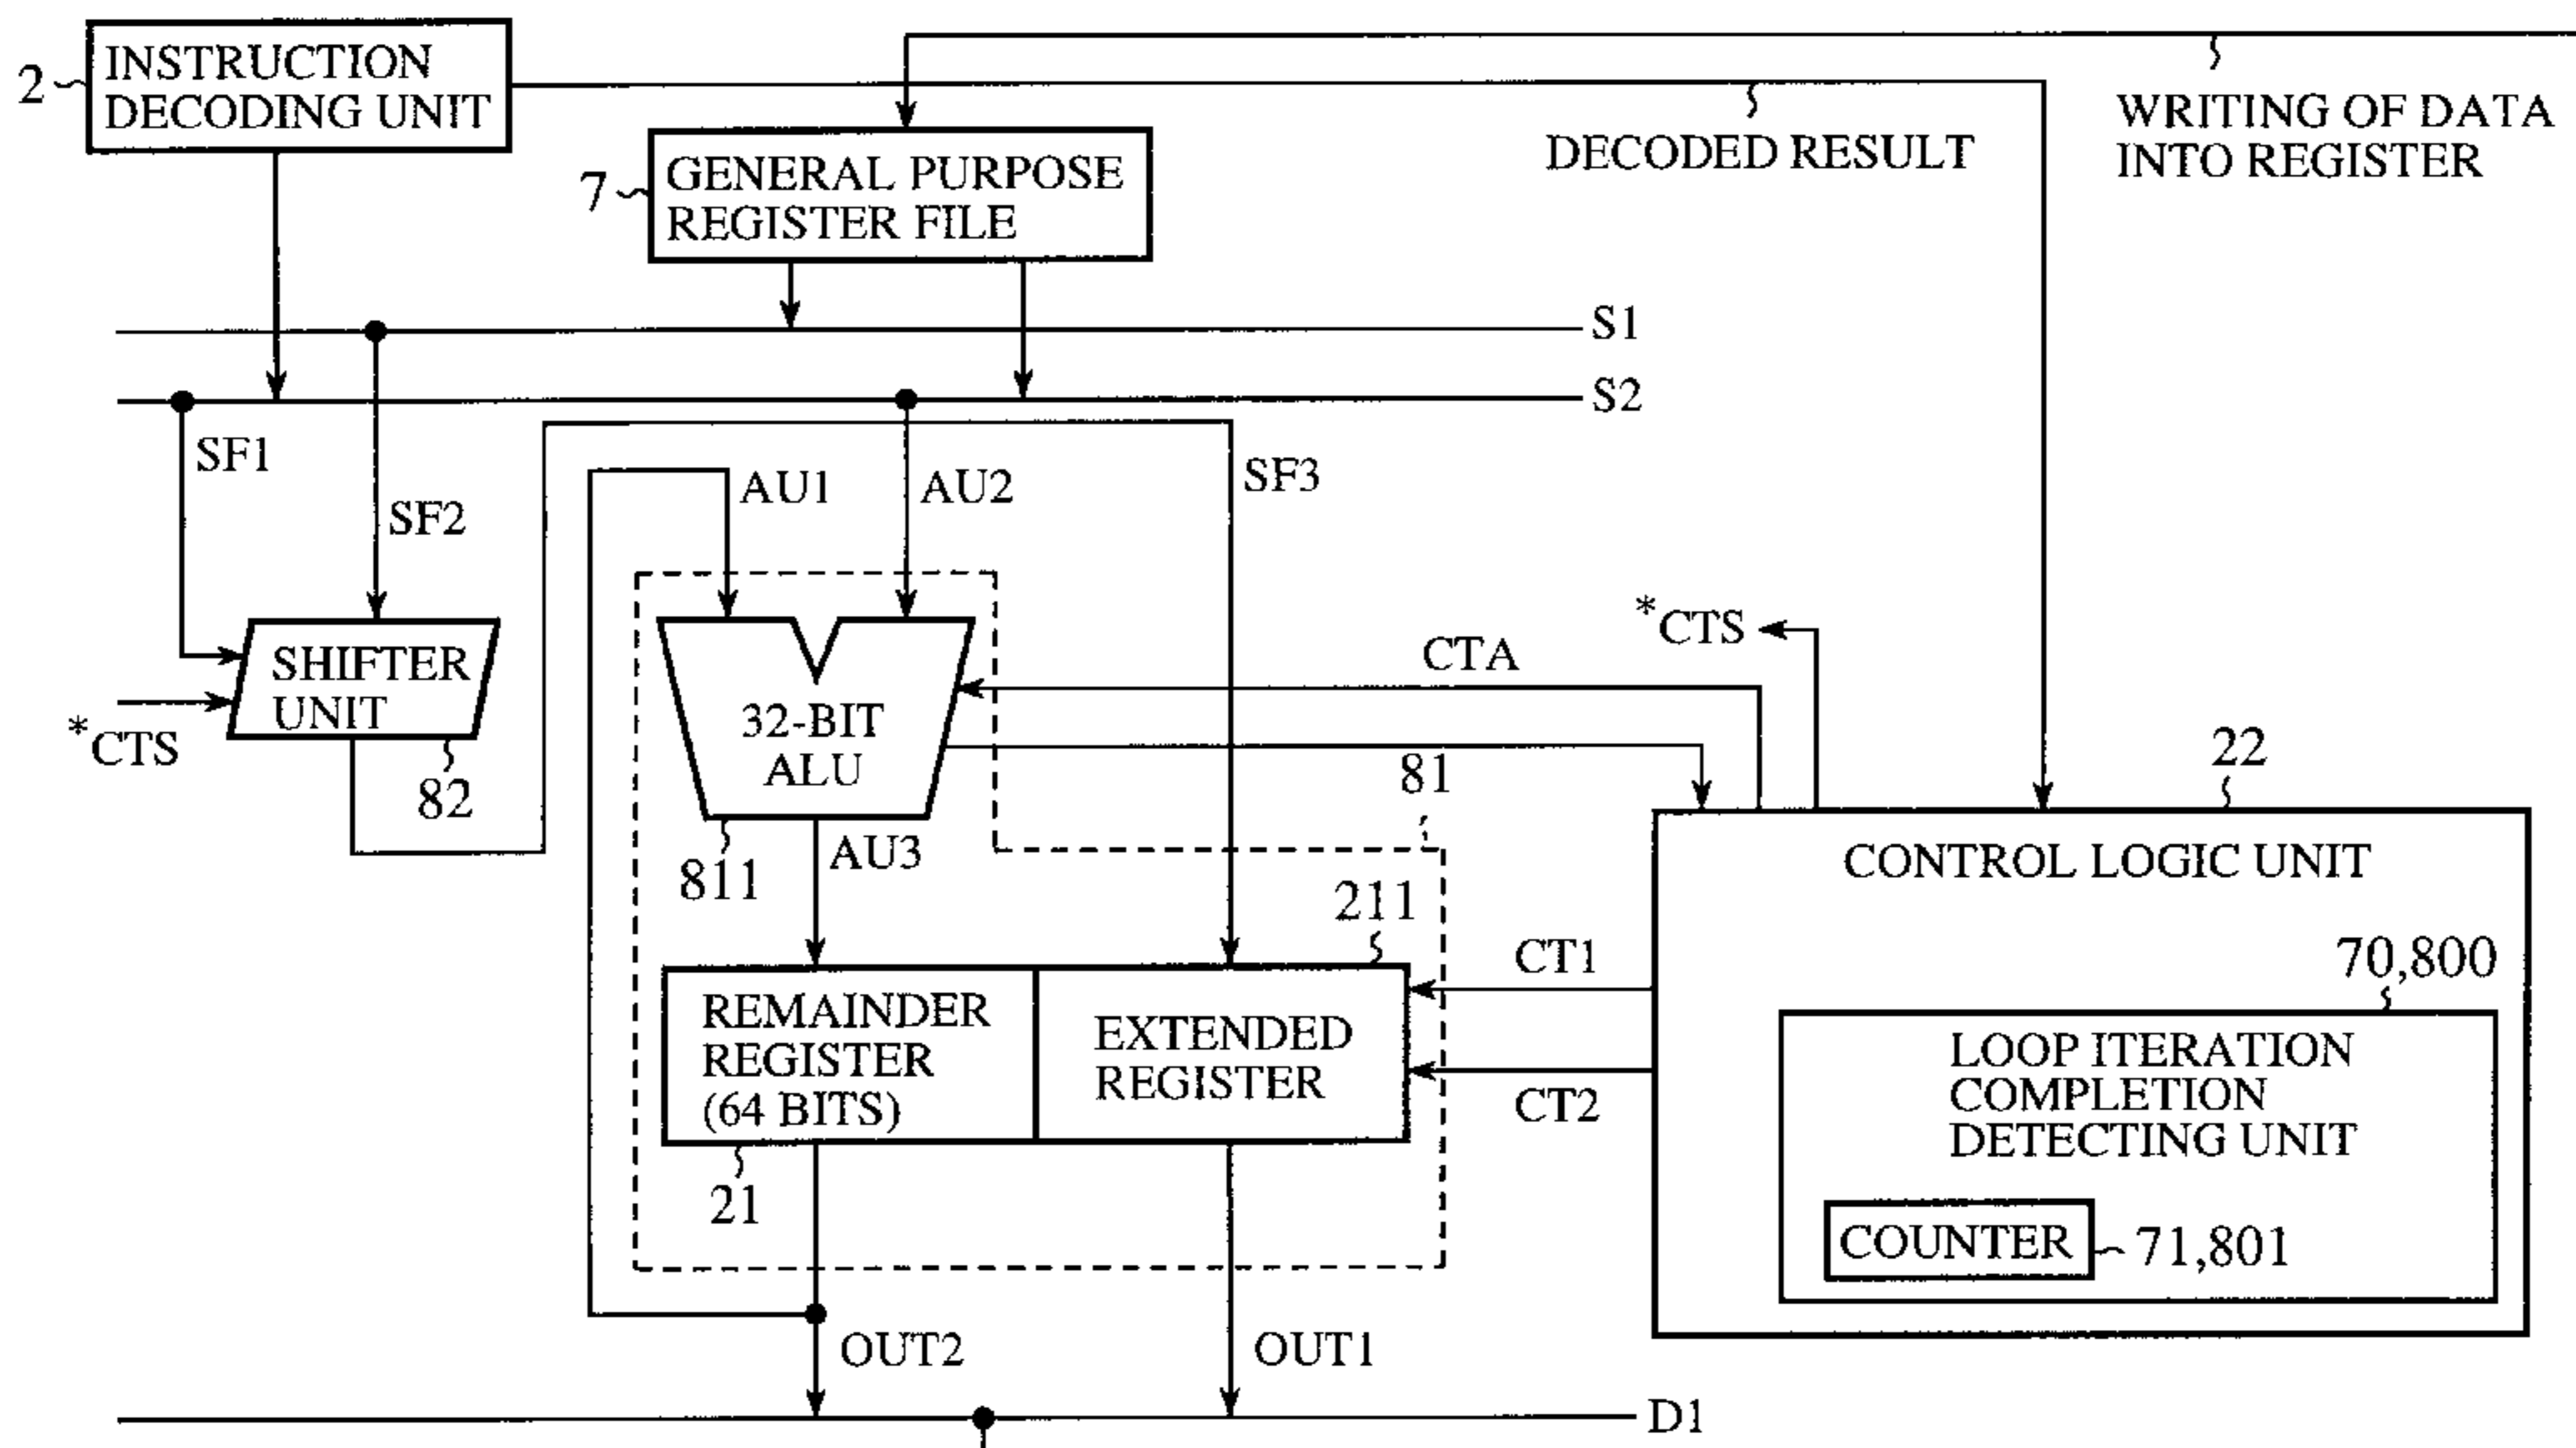 2
INSTRUCTION
DECODING UNIT
7
GENERAL PURPOSE
REGISTER FILE
DECODED RESULT
WRITING OF DATA
INTO REGISTER
S1
S2
SF1
SF2
AU1
AU2
SF3
SHIFTER
UNIT
*CTS
82
32-BIT
ALU
811
AU3
CTA
*CTS
81
22
CONTROL LOGIC UNIT
211
CT1
CT2
REMAINDER
REGISTER
(64 BITS)
EXTENDED
REGISTER
21
70,800
LOOP ITERATION
COMPLETION
DETECTING UNIT
COUNTER
71,801
OUT2
OUT1
D1